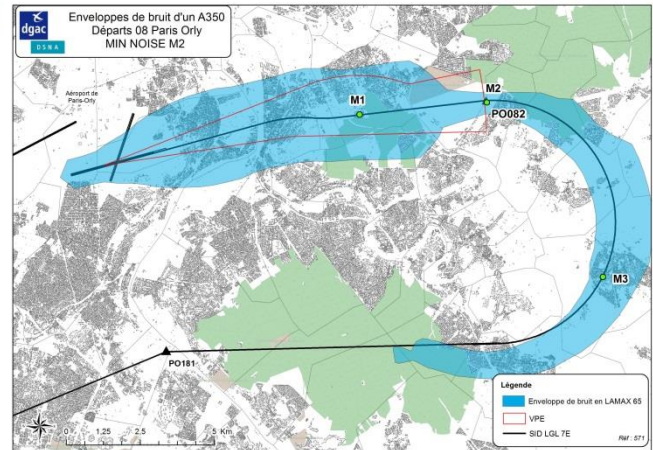 dgac
DSNA
Enveloppes de bruit d'un A350
Départs 08 Paris Orly
MIN NOISE M2
Aéroport de
Paris-Orly
M1
M2
PO082
M3
PO181
0 1,25 2,5 5 Km
Légende
Enveloppe de bruit en LAMAX 65
VPE
SID LGL 7E
Réf : 571